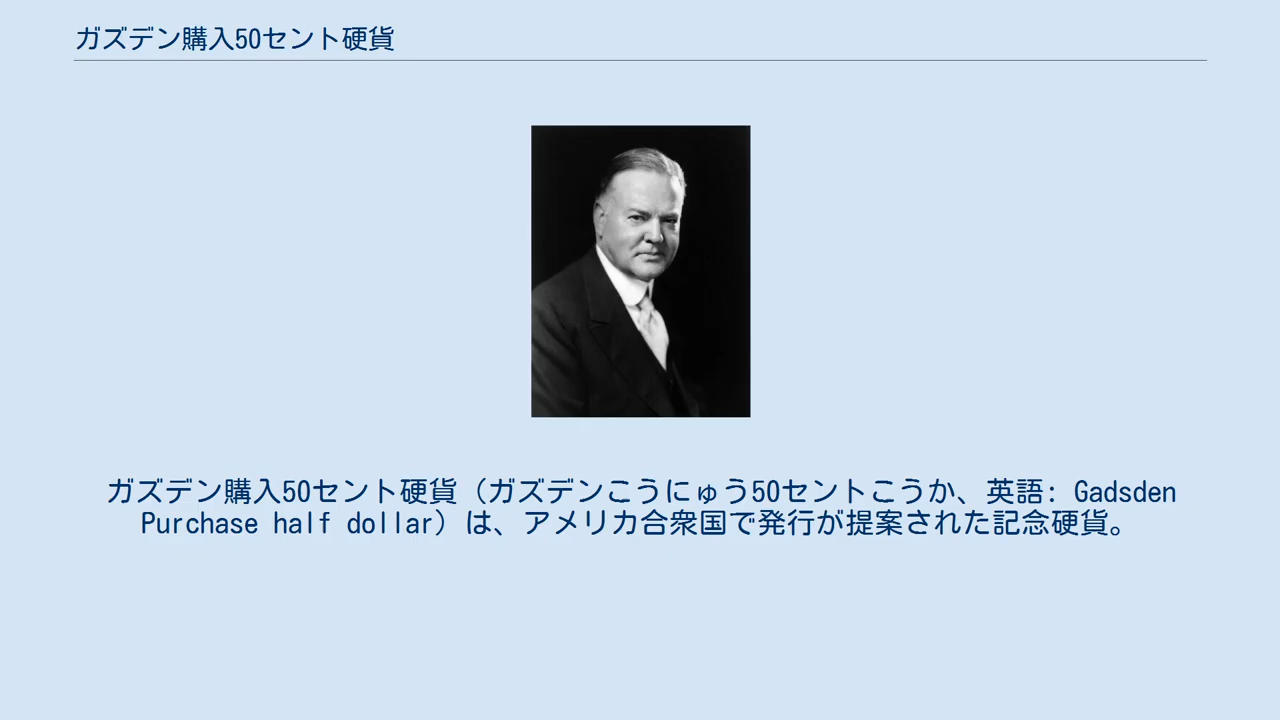 ガズデン購入50セント硬貨
ガズデン購入50セント硬貨（ガズデンこうにゅう50セントこうか、英語: Gadsden
Purchase half dollar）は、アメリカ合衆国で発行が提案された記念硬貨。